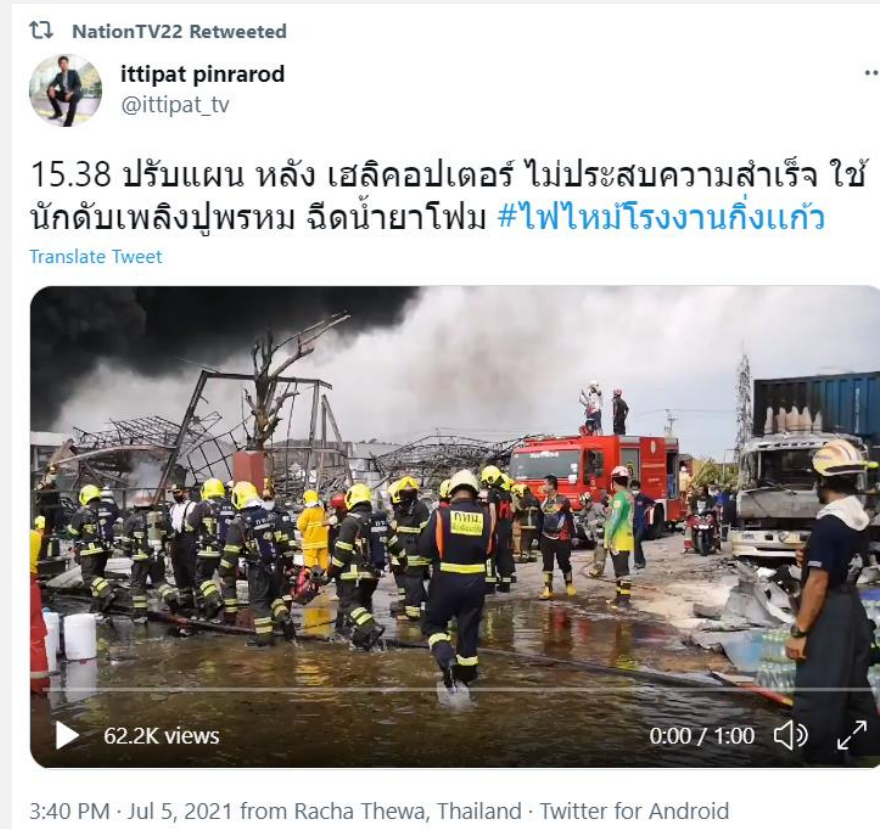 NationTV22 Retweeted
ittipat pinrarod
@ittipat_tv
15.38 ปรับแผน หลัง เฮลิคอปเตอร์ ไม่ประสบความสำเร็จ ใช้
นักดับเพลิงปูพรหม ฉีดน้ำยาโฟม #ไฟไหม้โรงงานกิ่งแก้ว
Translate Tweet
กทม.
62.2K views
0:00 / 1:00
3:40 PM · Jul 5, 2021 from Racha Thewa, Thailand · Twitter for Android